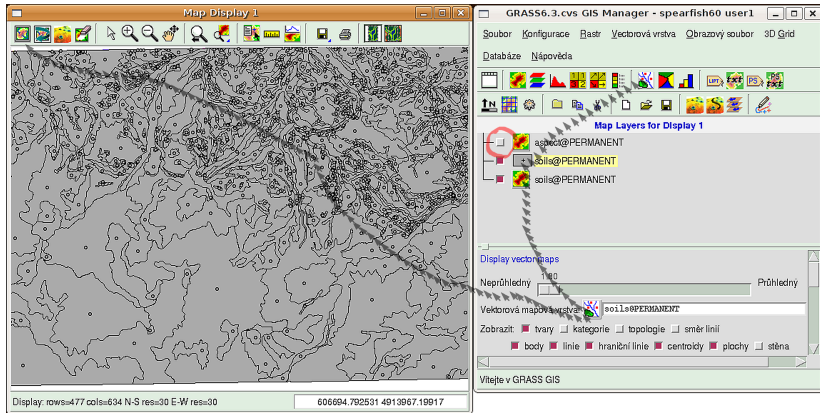 Map Display 1
Display: rows=477 cols=634 N-S res=30 E-W res=30
606694.792531 4913967.19917
GRASS6.3.cvs GIS Manager - spearfish60 user1
Soubor Konfigurace Rastr Vektorová vrstva Obrazový soubor 3D Grid
Databáze Nápověda
Map Layers for Display 1
aspect@PERMANENT
soils@PERMANENT
soils@PERMANENT
Display vector maps
Neprůhledný Průhledný
Vektorová mapová vrstva: soils@PERMANENT
Zobrazit: tvary kategorie topologie směr linií
body linie hraniční linie centroidy plochy stěna
Vítejte v GRASS GIS